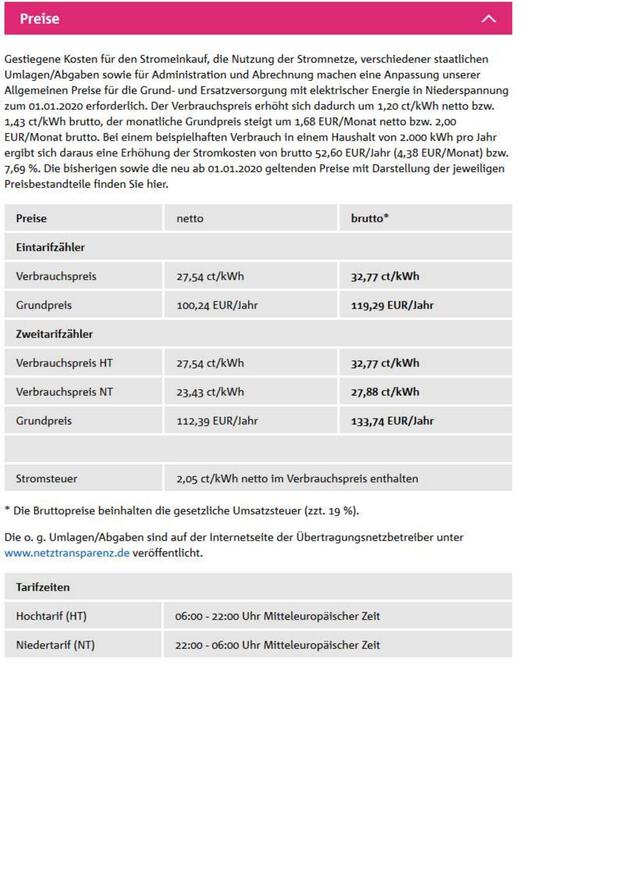 Preise
Gestiegene Kosten für den Stromeinkauf, die Nutzung der Stromnetze, verschiedener staatlichen
Umlagen/Abgaben sowie für Administration und Abrechnung machen eine Anpassung unserer
Allgemeinen Preise für die Grund- und Ersatzversorgung mit elektrischer Energie in Niederspannung
zum 01.01.2020 erforderlich. Der Verbrauchspreis erhöht sich dadurch um 1,20 ct/kWh netto bzw.
1,43 ct/kWh brutto, der monatliche Grundpreis steigt um 1,68 EUR/Monat netto bzw. 2,00
EUR/Monat brutto. Bei einem beispielhaften Verbrauch in einem Haushalt von 2.000 kWh pro Jahr
ergibt sich daraus eine Erhöhung der Stromkosten von brutto 52,60 EUR/Jahr (4,38 EUR/Monat) bzw.
7,69 %. Die bisherigen sowie die neu ab 01.01.2020 geltenden Preise mit Darstellung der jeweiligen
Preisbestandteile finden Sie hier.
Preise netto brutto*
Eintarifzähler
Verbrauchspreis 27,54 ct/kWh 32,77 ct/kWh
Grundpreis 100,24 EUR/Jahr 119,29 EUR/Jahr
Zweitarifzähler
Verbrauchspreis HT 27,54 ct/kWh 32,77 ct/kWh
Verbrauchspreis NT 23,43 ct/kWh 27,88 ct/kWh
Grundpreis 112,39 EUR/Jahr 133,74 EUR/Jahr
Stromsteuer 2,05 ct/kWh netto im Verbrauchspreis enthalten
* Die Bruttopreise beinhalten die gesetzliche Umsatzsteuer (zzt. 19 %).
Die o. g. Umlagen/Abgaben sind auf der Internetseite der Übertragungsnetzbetreiber unter
www.netztransparenz.de veröffentlicht.
Tarifzeiten
Hochtarif (HT) 06:00 - 22:00 Uhr Mitteleuropäischer Zeit
Niedertarif (NT) 22:00 - 06:00 Uhr Mitteleuropäischer Zeit